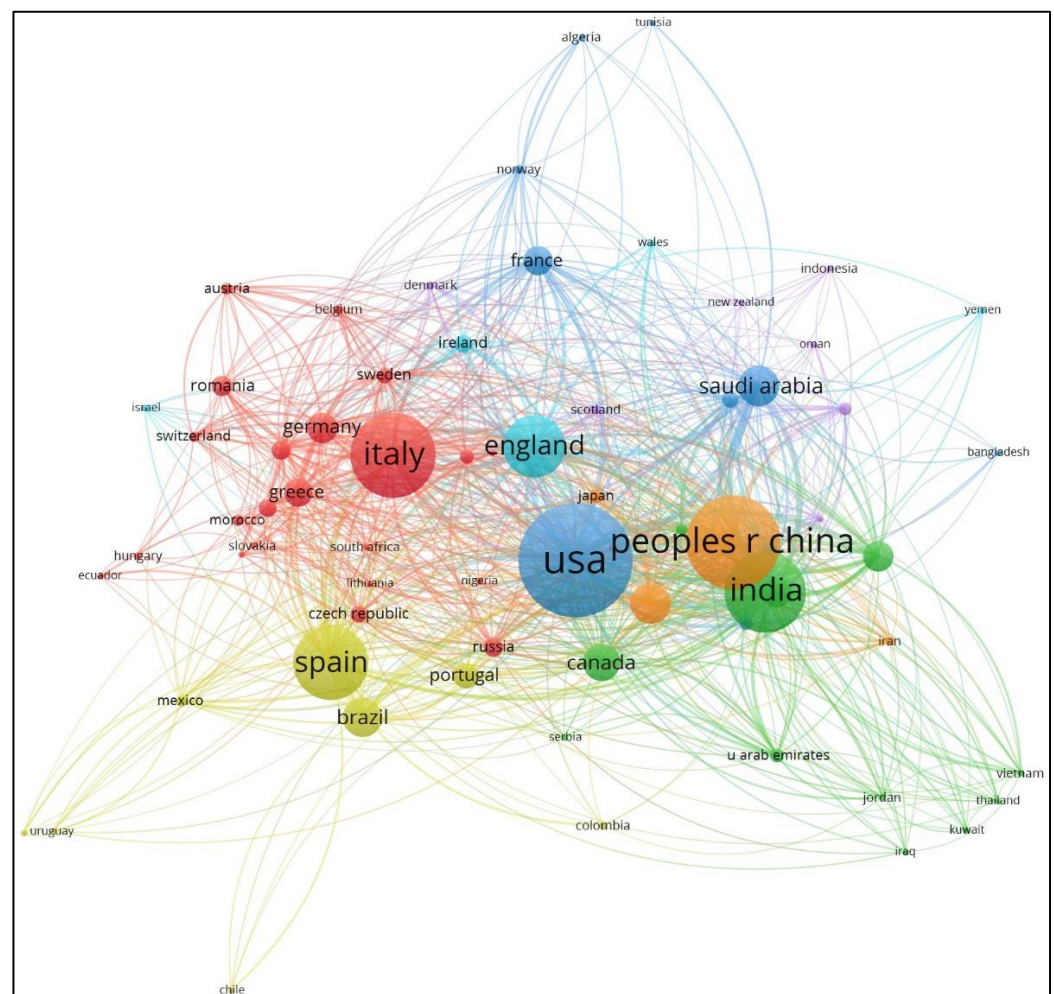 tunisia
algeria
norway
wales
france
indonesia
denmark
austria
new zealand
belgium
yemen
ireland
oman
sweden
romania
saudi arabia
israel
scotland
germany
switzerland
italy
england
bangladesh
greece
japan
morocco
peoples r china
slovakia
south africa
hungary
usa
ecuador
lithuania
nigeria
india
czech republic
iran
russia
spain
canada
portugal
mexico
brazil
serbia
u arab emirates
vietnam
jordan
thailand
colombia
kuwait
uruguay
iraq
chile